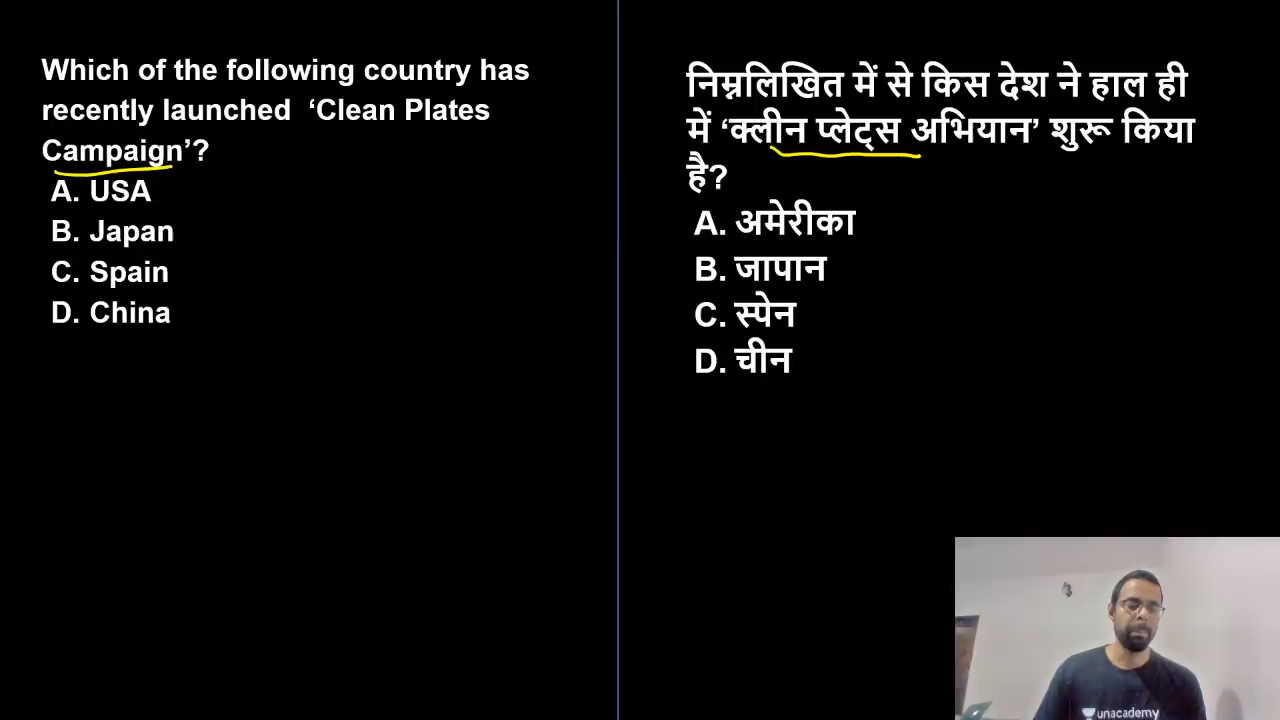 Which of the following country has
recently launched ‘Clean Plates
Campaign’?
A. USA
B. Japan
C. Spain
D. China
निम्नलिखित में से किस देश ने हाल ही
में ‘क्लीन प्लेट्स अभियान’ शुरू किया
है?
A. अमेरीका
B. जापान
C. स्पेन
D. चीन
unacademy